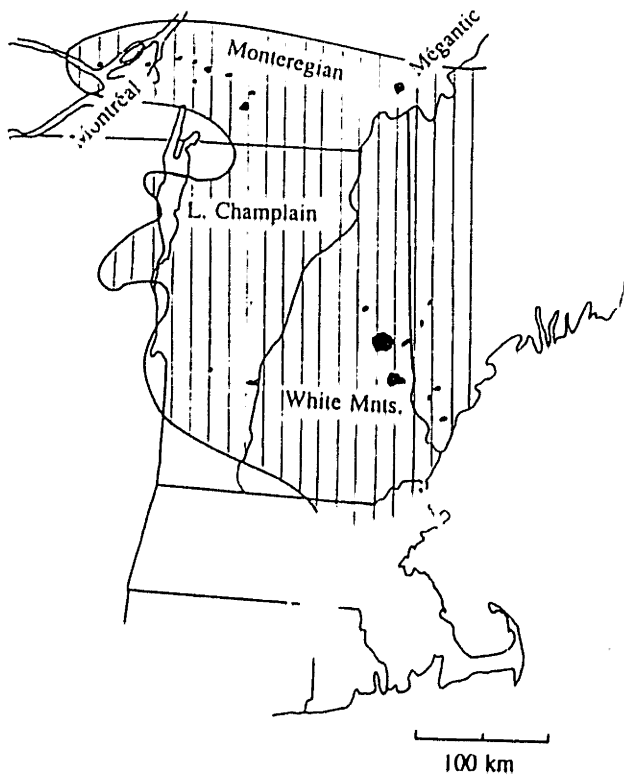 Monteregian
Mégantic
Montréal
L. Champlain
White Mnts.
100 km